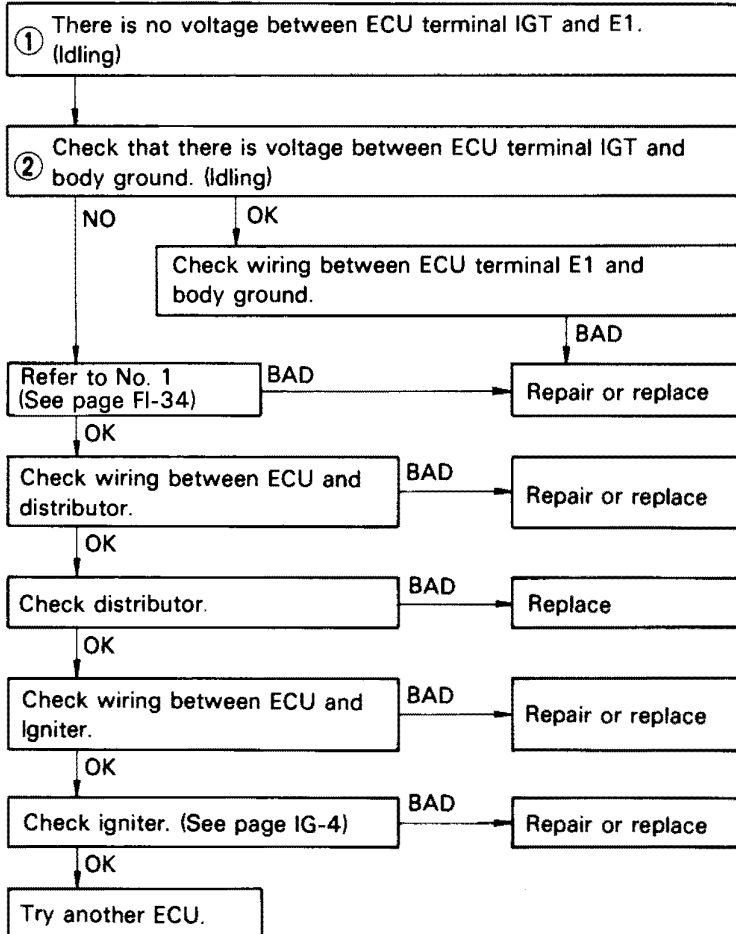 ① There is no voltage between ECU terminal IGT and E1.
(Idling)
② Check that there is voltage between ECU terminal IGT and
body ground. (Idling)
NO
OK
Check wiring between ECU terminal E1 and
body ground.
BAD
Refer to No. 1
(See page FI-34)
BAD
Repair or replace
OK
Check wiring between ECU and
distributor.
BAD
Repair or replace
OK
Check distributor.
BAD
Replace
OK
Check wiring between ECU and
Igniter.
BAD
Repair or replace
OK
Check igniter. (See page IG-4)
BAD
Repair or replace
OK
Try another ECU.